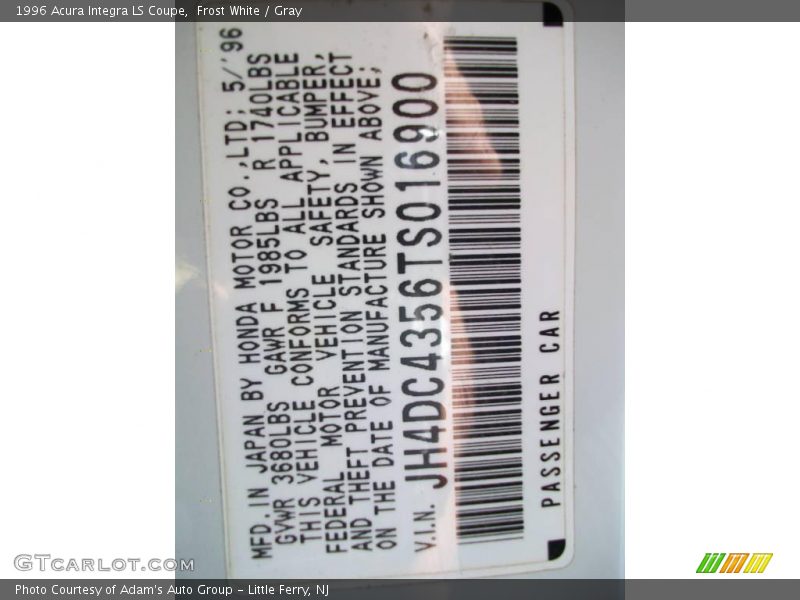 1996 Acura Integra LS Coupe,  Frost White / Gray
MFD.IN JAPAN BY HONDA MOTOR CO.,LTD; 5/'96
GVWR 3680LBS GAWR F 1985LBS R 1740LBS
THIS VEHICLE CONFORMS TO ALL APPLICABLE
FEDERAL MOTOR VEHICLE SAFETY, BUMPER,
AND THEFT PREVENTION STANDARDS IN EFFECT
ON THE DATE OF MANUFACTURE SHOWN ABOVE;
V.I.N. JH4DC4356TS016900
PASSENGER CAR
GTCARLOT.COM
Photo Courtesy of Adam's Auto Group - Little Ferry, NJ